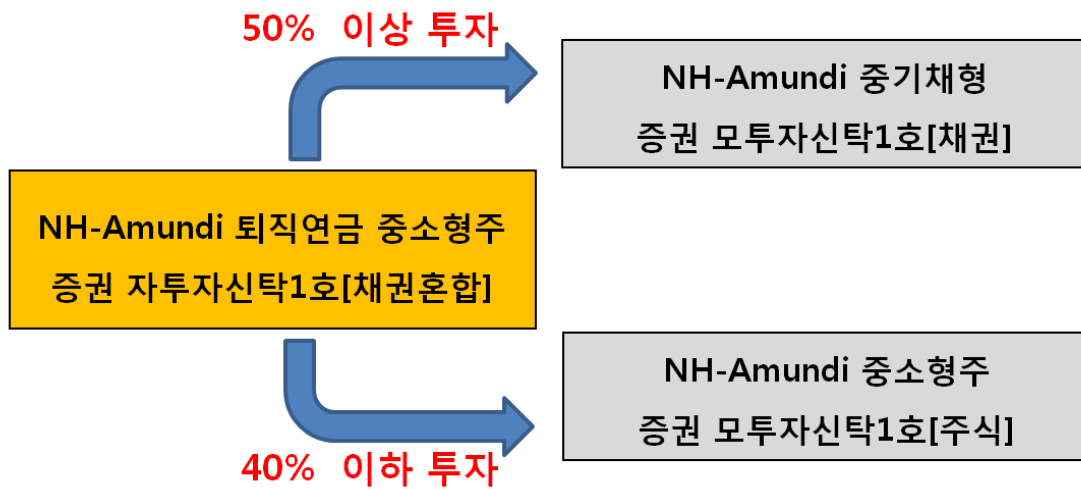 50% 이상 투자
NH-Amundi 중기채형
증권 모투자신탁1호[채권]
NH-Amundi 퇴직연금 중소형주
증권 자투자신탁1호[채권혼합]
NH-Amundi 중소형주
증권 모투자신탁1호[주식]
40% 이하 투자